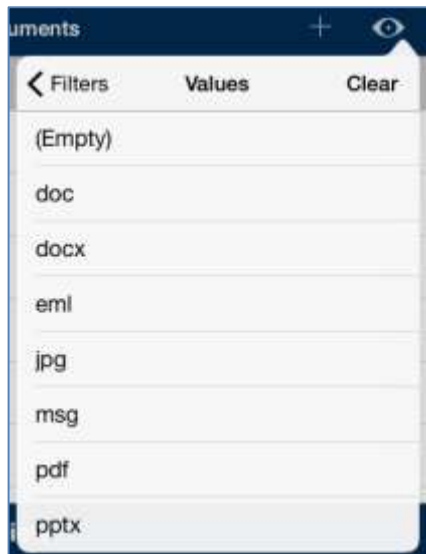 uments
Filters Values Clear
(Empty)
doc
docx
eml
jpg
msg
pdf
pptx